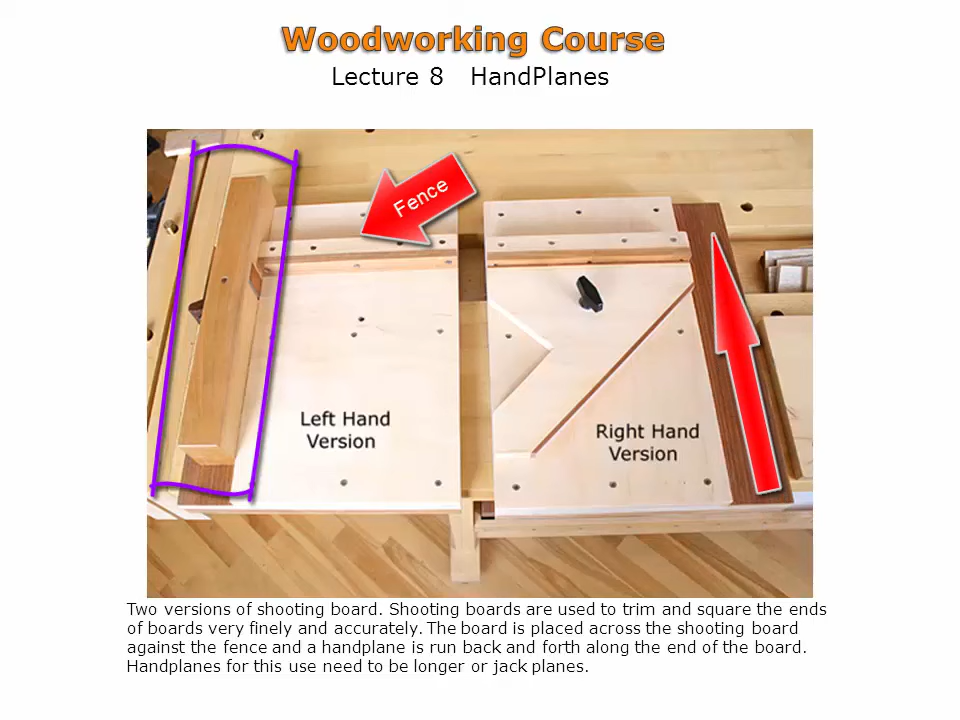 Woodworking Course
Lecture 8 HandPlanes
Fence
Left Hand
Version
Right Hand
Version
Two versions of shooting board. Shooting boards are used to trim and square the ends
of boards very finely and accurately. The board is placed across the shooting board
against the fence and a handplane is run back and forth along the end of the board.
Handplanes for this use need to be longer or jack planes.